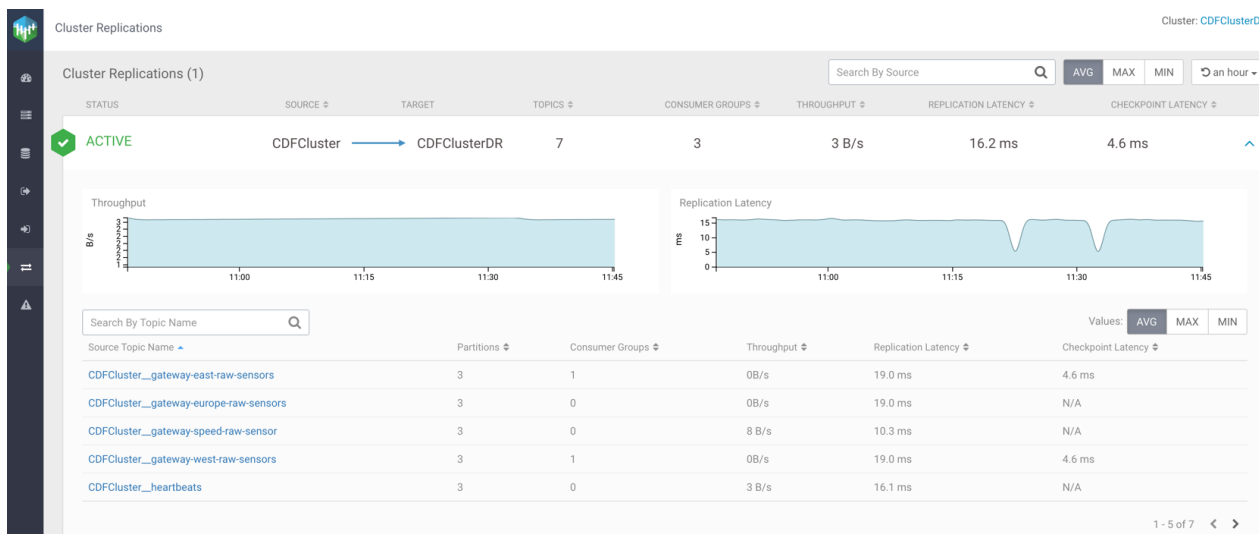 Cluster Replications
Cluster: CDFClusterD
Cluster Replications (1)
Search By Source
AVG MAX MIN
an hour
STATUS SOURCE TARGET TOPICS CONSUMER GROUPS THROUGHPUT REPLICATION LATENCY CHECKPOINT LATENCY
ACTIVE CDFCluster CDFClusterDR 7 3 3 B/s 16.2 ms 4.6 ms
Throughput
B/s
3
2
2
2
2
2
1
11:00 11:15 11:30 11:45
Replication Latency
ms
15
10
5
0
11:00 11:15 11:30 11:45
Search By Topic Name
Values: AVG MAX MIN
Source Topic Name Partitions Consumer Groups Throughput Replication Latency Checkpoint Latency
CDFCluster__gateway-east-raw-sensors 3 1 0B/s 19.0 ms 4.6 ms
CDFCluster__gateway-europe-raw-sensors 3 0 0B/s 19.0 ms N/A
CDFCluster__gateway-speed-raw-sensor 3 0 8 B/s 10.3 ms N/A
CDFCluster__gateway-west-raw-sensors 3 1 0B/s 19.0 ms 4.6 ms
CDFCluster__heartbeats 3 0 3 B/s 16.1 ms N/A
1 - 5 of 7